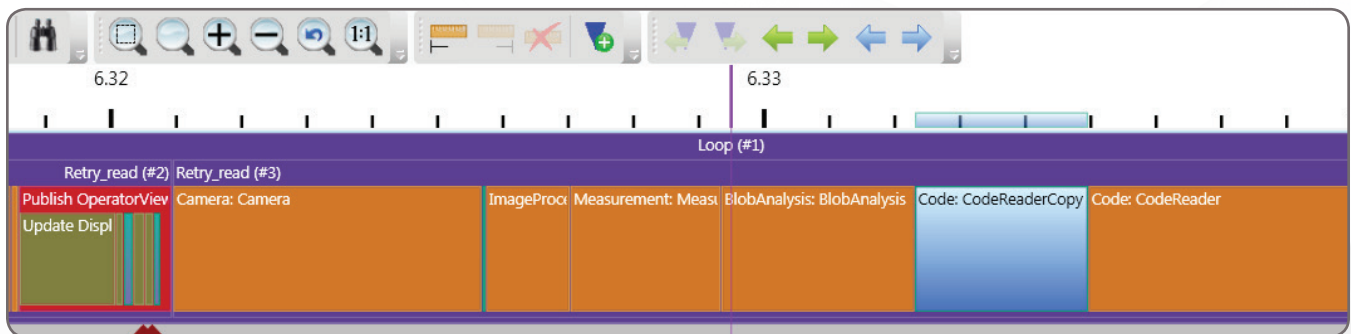 1:1
6.32 6.33
Loop (#1)
Retry_read (#2) Retry_read (#3)
Publish OperatorView Camera: Camera ImageProce Measurement: Measu BlobAnalysis: BlobAnalysis Code: CodeReaderCopy Code: CodeReader
Update Displ